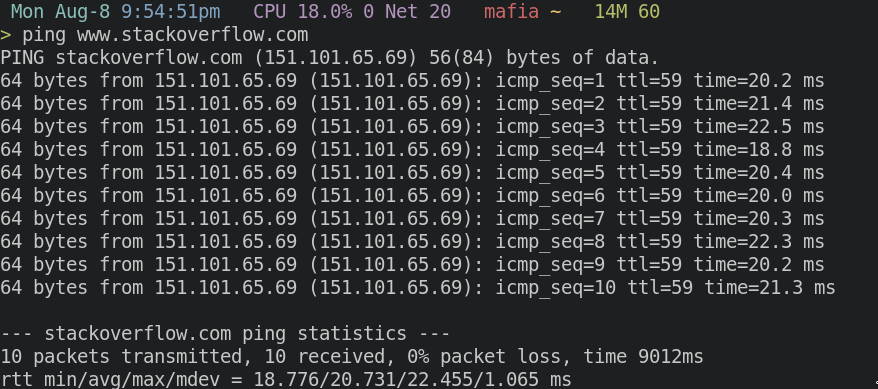 Mon Aug-8 9:54:51pm CPU 18.0% 0 Net 20 mafia ~ 14M 60
> ping www.stackoverflow.com
PING stackoverflow.com (151.101.65.69) 56(84) bytes of data.
64 bytes from 151.101.65.69 (151.101.65.69): icmp_seq=1 ttl=59 time=20.2 ms
64 bytes from 151.101.65.69 (151.101.65.69): icmp_seq=2 ttl=59 time=21.4 ms
64 bytes from 151.101.65.69 (151.101.65.69): icmp_seq=3 ttl=59 time=22.5 ms
64 bytes from 151.101.65.69 (151.101.65.69): icmp_seq=4 ttl=59 time=18.8 ms
64 bytes from 151.101.65.69 (151.101.65.69): icmp_seq=5 ttl=59 time=20.4 ms
64 bytes from 151.101.65.69 (151.101.65.69): icmp_seq=6 ttl=59 time=20.0 ms
64 bytes from 151.101.65.69 (151.101.65.69): icmp_seq=7 ttl=59 time=20.3 ms
64 bytes from 151.101.65.69 (151.101.65.69): icmp_seq=8 ttl=59 time=22.3 ms
64 bytes from 151.101.65.69 (151.101.65.69): icmp_seq=9 ttl=59 time=20.2 ms
64 bytes from 151.101.65.69 (151.101.65.69): icmp_seq=10 ttl=59 time=21.3 ms
--- stackoverflow.com ping statistics ---
10 packets transmitted, 10 received, 0% packet loss, time 9012ms
rtt min/avg/max/mdev = 18.776/20.731/22.455/1.065 ms